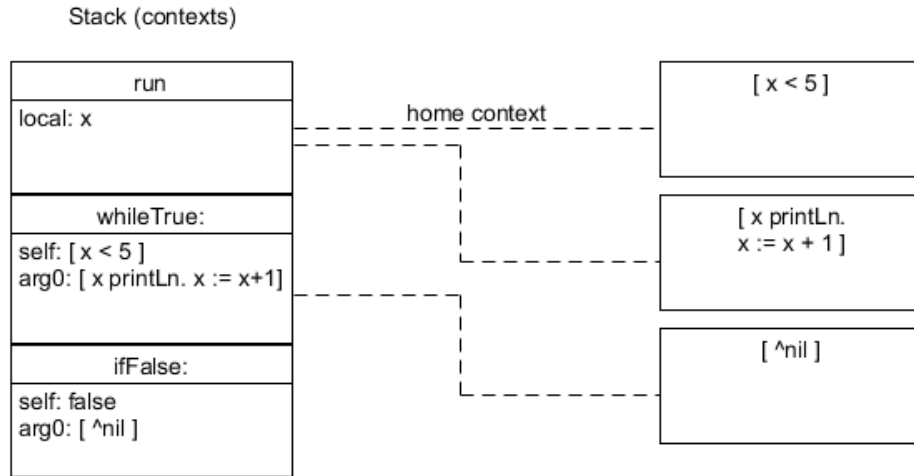 Stack (contexts)
run
local: x
home context
[ x < 5 ]
whileTrue:
self: [ x < 5 ]
arg0: [ x printLn. x := x+1]
[ x printLn.
x := x + 1 ]
ifFalse:
self: false
arg0: [ ^nil ]
[ ^nil ]